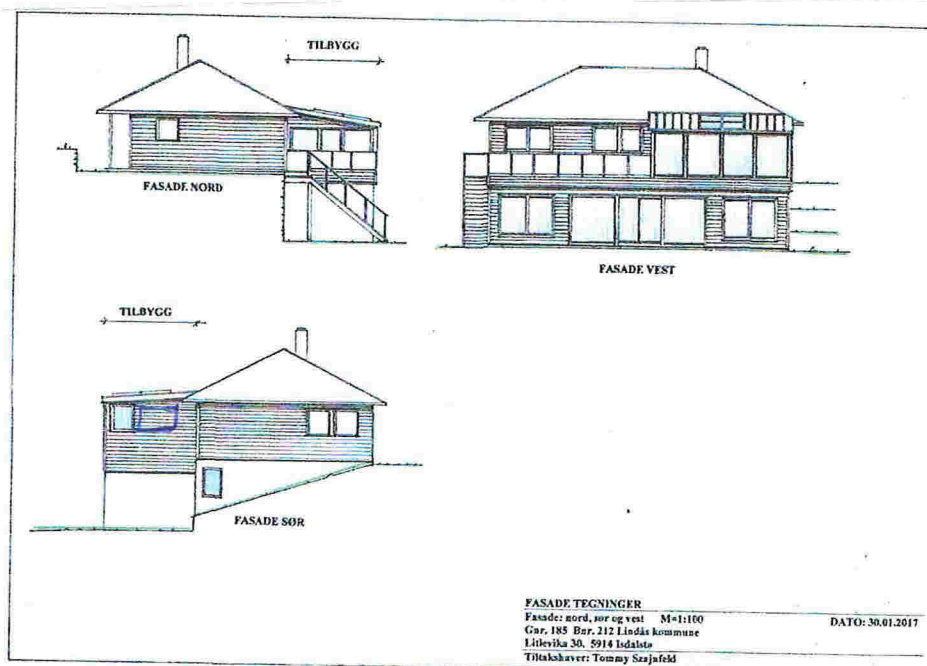 TILBYGG
FASADE NORD
FASADE VEST
TILBYGG
FASADE SØR
FASADE TEGNINGER
Fasade: nord, sør og vest M=1:100
DATO: 30.01.2017
Gnr. 185 Bnr. 212 Lindås kommune
Litlevika 30, 5914 Isdalstø
Tiltakshaver: Tommy Szajnfeld